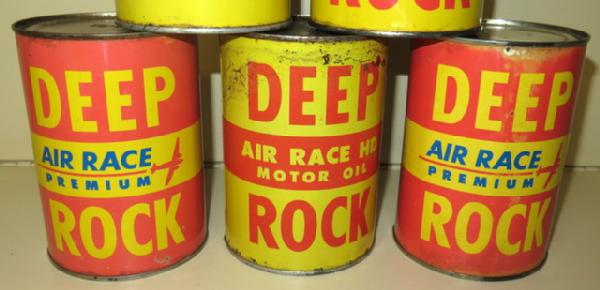 ROCK
DEEP
AIR RACE
PREMIUM
ROCK
DEEP
AIR RACE HD
MOTOR OIL
ROCK
DEEP
AIR RACE
PREMIUM
ROCK